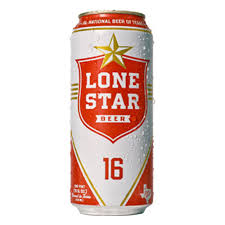 NATIONAL BEER OF TEXAS
LONE
STAR
BEER
16